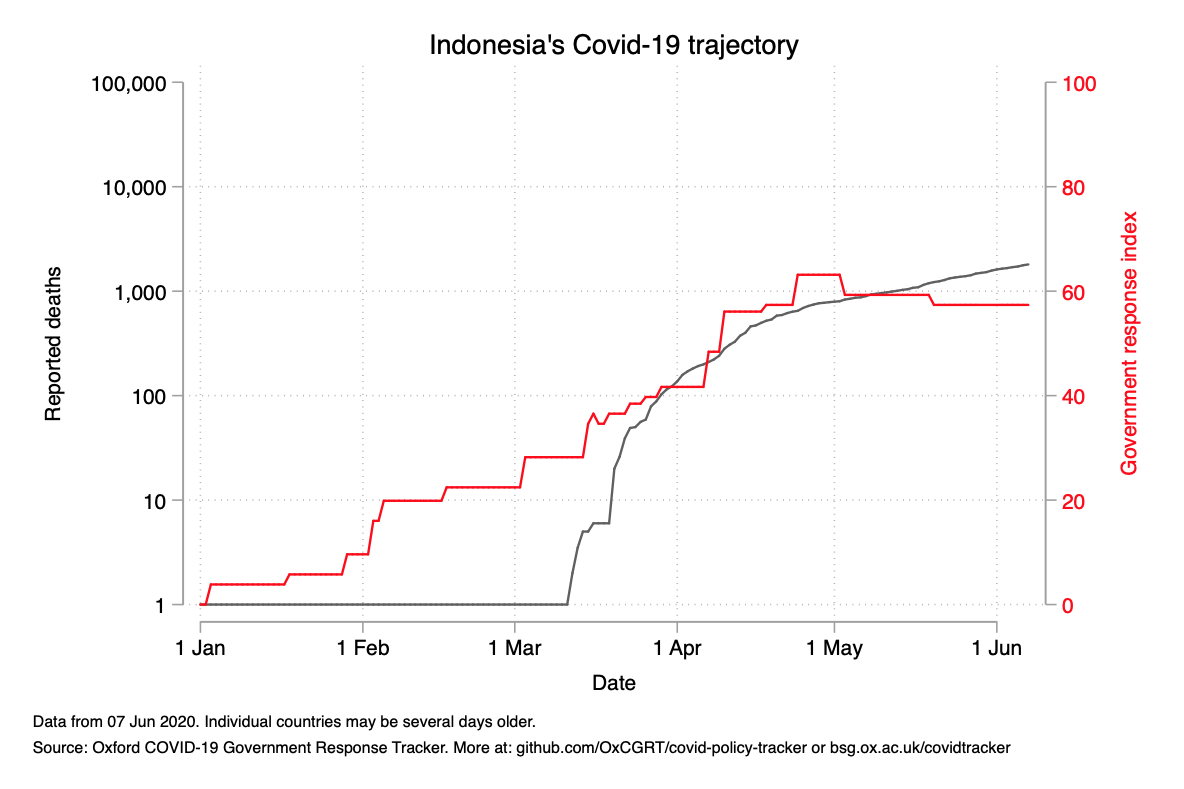 Indonesia's Covid-19 trajectory
100,000
10,000
1,000
100
10
1
Reported deaths
100
80
60
40
20
0
Government response index
1 Jan
1 Feb
1 Mar
1 Apr
1 May
1 Jun
Date
Data from 07 Jun 2020. Individual countries may be several days older.
Source: Oxford COVID-19 Government Response Tracker. More at: github.com/OxCGRT/covid-policy-tracker or bsg.ox.ac.uk/covidtracker